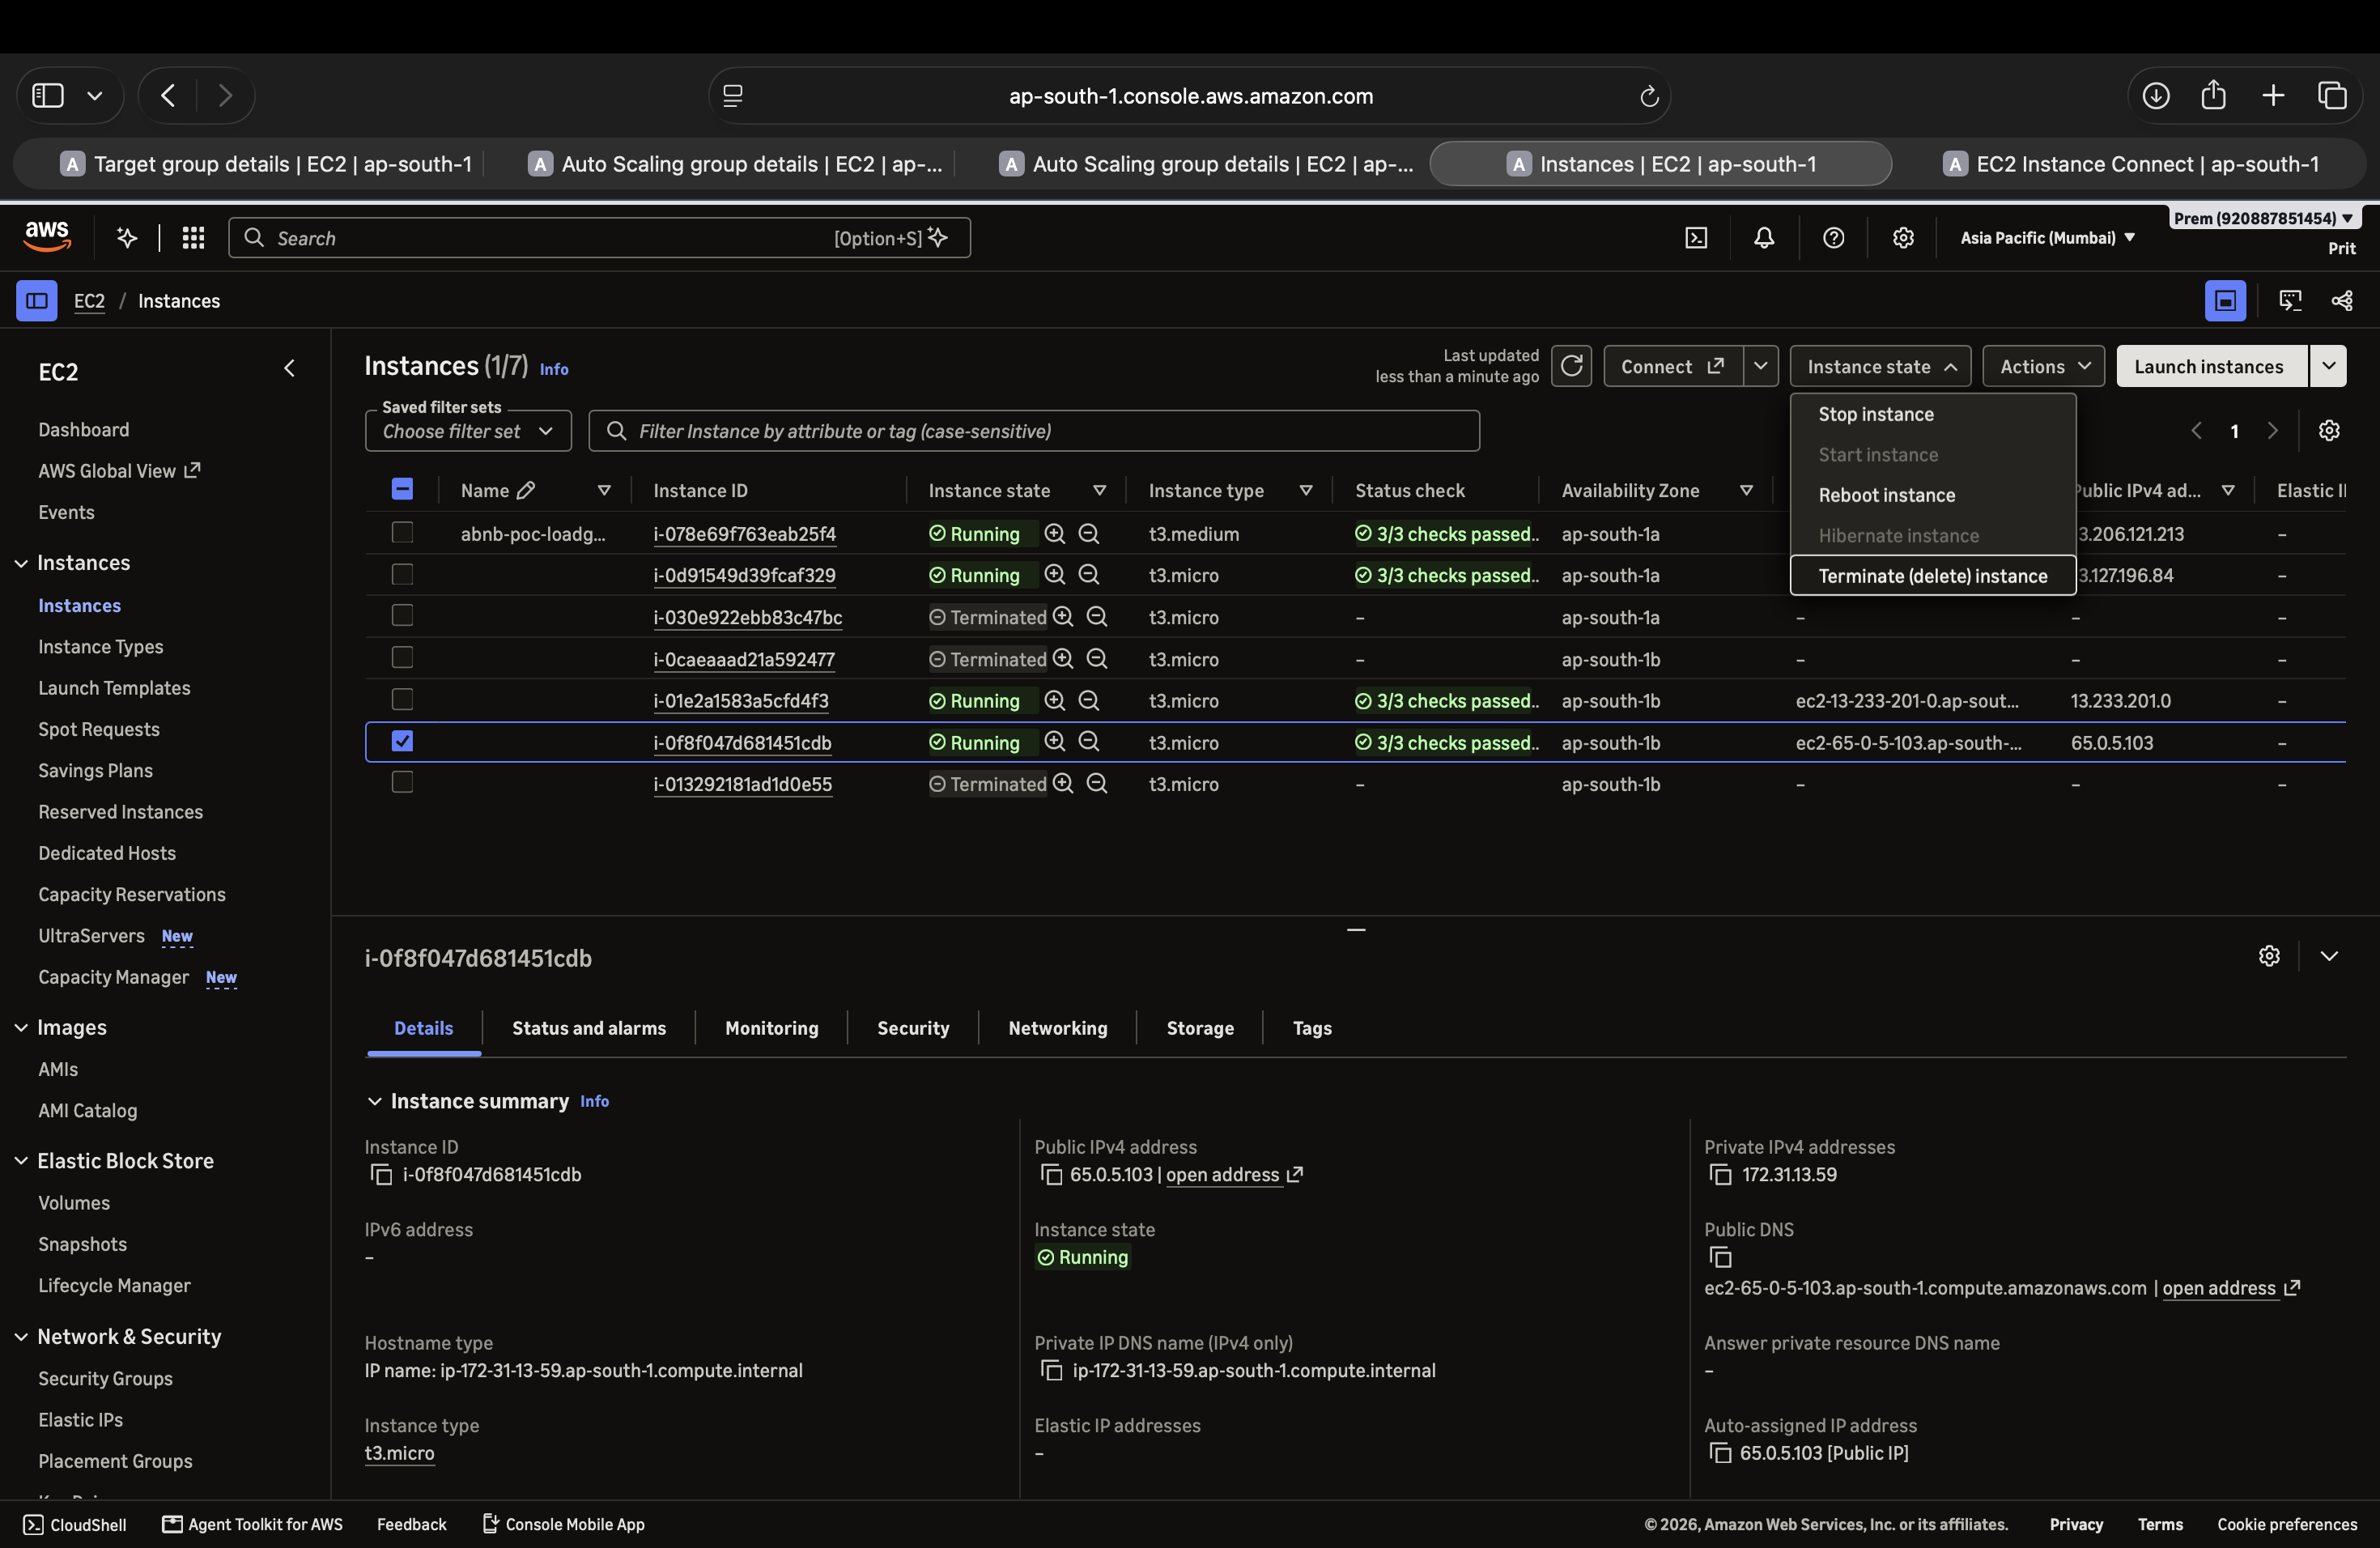 ap-south-1.console.aws.amazon.com
A Target group details | EC2 | ap-south-1
A Auto Scaling group details | EC2 | ap-...
A Auto Scaling group details | EC2 | ap-...
A Instances | EC2 | ap-south-1
A EC2 Instance Connect | ap-south-1
aws
Search
[Option+S]
Asia Pacific (Mumbai)
Prem (920887851454)
Prit
EC2 / Instances
EC2
Dashboard
AWS Global View
Events
Instances
Instances
Instance Types
Launch Templates
Spot Requests
Savings Plans
Reserved Instances
Dedicated Hosts
Capacity Reservations
UltraServers New
Capacity Manager New
Images
AMIs
AMI Catalog
Elastic Block Store
Volumes
Snapshots
Lifecycle Manager
Network & Security
Security Groups
Elastic IPs
Placement Groups
Instances (1/7) Info
Last updated
less than a minute ago
Connect
Instance state
Actions
Launch instances
Saved filter sets
Choose filter set
Filter Instance by attribute or tag (case-sensitive)
Stop instance
Start instance
Reboot instance
Hibernate instance
Terminate (delete) instance
1
Name Instance ID Instance state Instance type Status check Availability Zone Public IPv4 ad... Elastic
abnb-poc-loadg... i-078e69f763eab25f4 Running t3.medium 3/3 checks passed.. ap-south-1a 3.206.121.213 –
i-0d91549d39fcaf329 Running t3.micro 3/3 checks passed.. ap-south-1a 3.127.196.84 –
i-030e922ebb83c47bc Terminated t3.micro – ap-south-1a – – –
i-0caeaaad21a592477 Terminated t3.micro – ap-south-1b – – –
i-01e2a1583a5cfd4f3 Running t3.micro 3/3 checks passed.. ap-south-1b ec2-13-233-201-0.ap-sout... 13.233.201.0 –
i-0f8f047d681451cdb Running t3.micro 3/3 checks passed.. ap-south-1b ec2-65-0-5-103.ap-south-... 65.0.5.103 –
i-013292181ad1d0e55 Terminated t3.micro – ap-south-1b – – –
i-0f8f047d681451cdb
Details Status and alarms Monitoring Security Networking Storage Tags
Instance summary Info
Instance ID
i-0f8f047d681451cdb
Public IPv4 address
65.0.5.103 | open address
Private IPv4 addresses
172.31.13.59
IPv6 address
–
Instance state
Running
Public DNS
ec2-65-0-5-103.ap-south-1.compute.amazonaws.com | open address
Hostname type
IP name: ip-172-31-13-59.ap-south-1.compute.internal
Private IP DNS name (IPv4 only)
ip-172-31-13-59.ap-south-1.compute.internal
Answer private resource DNS name
–
Instance type
t3.micro
Elastic IP addresses
–
Auto-assigned IP address
65.0.5.103 [Public IP]
CloudShell Agent Toolkit for AWS Feedback Console Mobile App
© 2026, Amazon Web Services, Inc. or its affiliates. Privacy Terms Cookie preferences